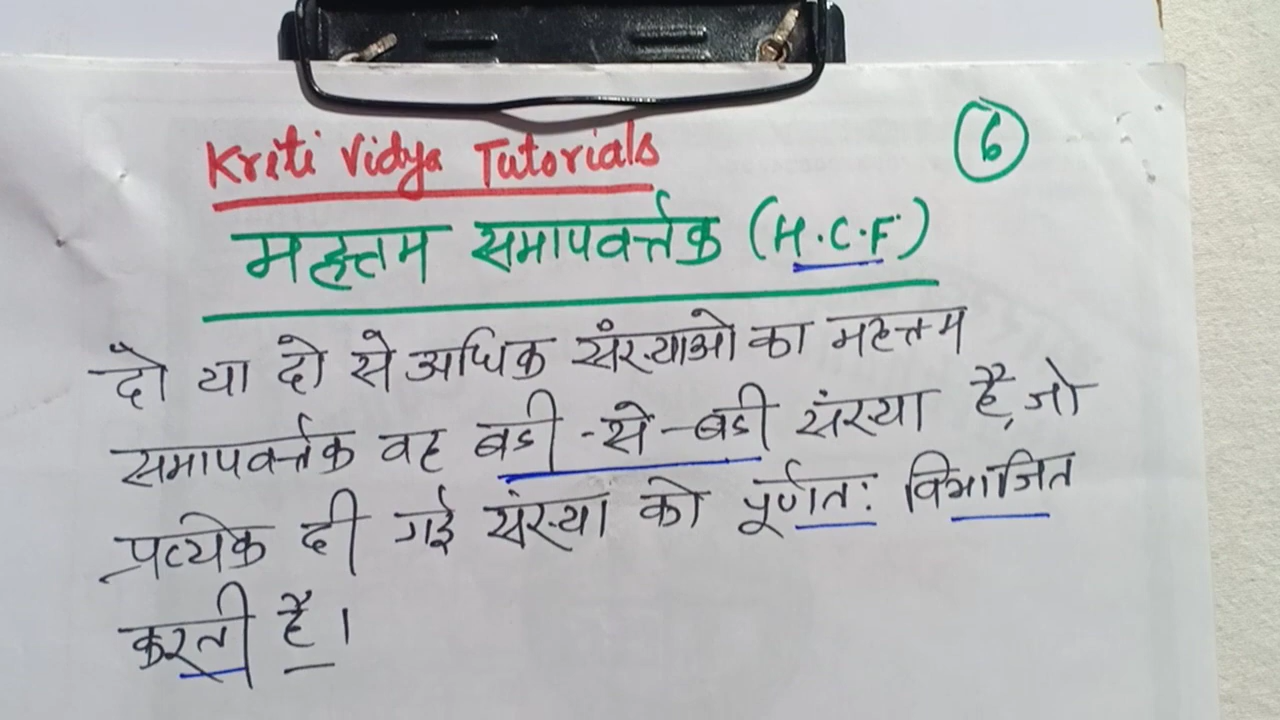 Kriti Vidya Tutorials
6
महत्तम समापवर्त्तक (H.C.F)
दो या दो से अधिक संख्याओ का महत्तम
समापवर्त्तक वह बडी -से-बडी संख्या है, जो
प्रत्येक दी गई संख्या को पूर्णत: विभाजित
करती है।